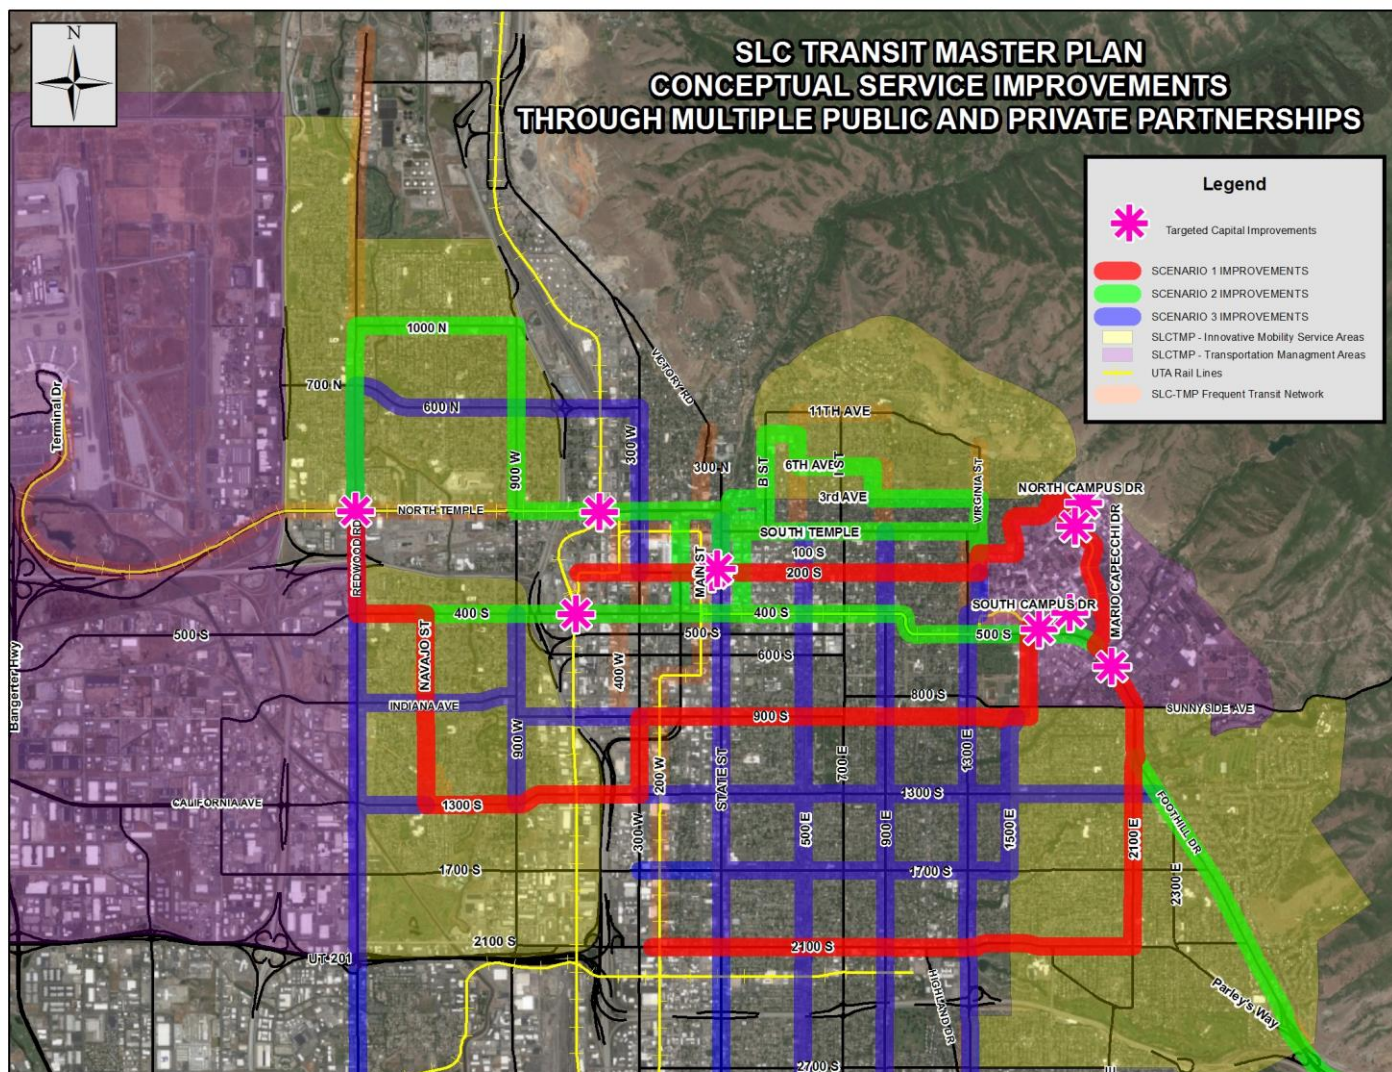 N
SLC TRANSIT MASTER PLAN
CONCEPTUAL SERVICE IMPROVEMENTS
THROUGH MULTIPLE PUBLIC AND PRIVATE PARTNERSHIPS
Legend
Targeted Capital Improvements
SCENARIO 1 IMPROVEMENTS
SCENARIO 2 IMPROVEMENTS
SCENARIO 3 IMPROVEMENTS
SLCTMP - Innovative Mobility Service Areas
SLCTMP - Transportation Managment Areas
UTA Rail Lines
SLC-TMP Frequent Transit Network
1000 N
VICTORY RD
700 N
Terminal Dr
600 N
11TH AVE
300 W
900 W
300 N
B ST
6TH AVE
I ST
VIRGINIA ST
3rd AVE
NORTH CAMPUS DR
NORTH TEMPLE
SOUTH TEMPLE
MARIO CAPECCHI DR
REDWOOD RD
MAIN ST
100 S
200 S
SOUTH CAMPUS DR
400 S
400 S
500 S
500 S
500 S
NAVAJO ST
600 S
400 W
Bangerter Hwy
800 S
INDIANA AVE
SUNNYSIDE AVE
900 S
900 W
200 W
STATE ST
700 E
1300 E
CALIFORNIA AVE
1300 S
1300 S
FOOTHILL DR
300 W
500 E
900 E
1500 E
2100 E
1700 S
1700 S
2300 E
2100 S
2100 S
UT 201
HIGHLAND DR
Parley's Way
2700 S